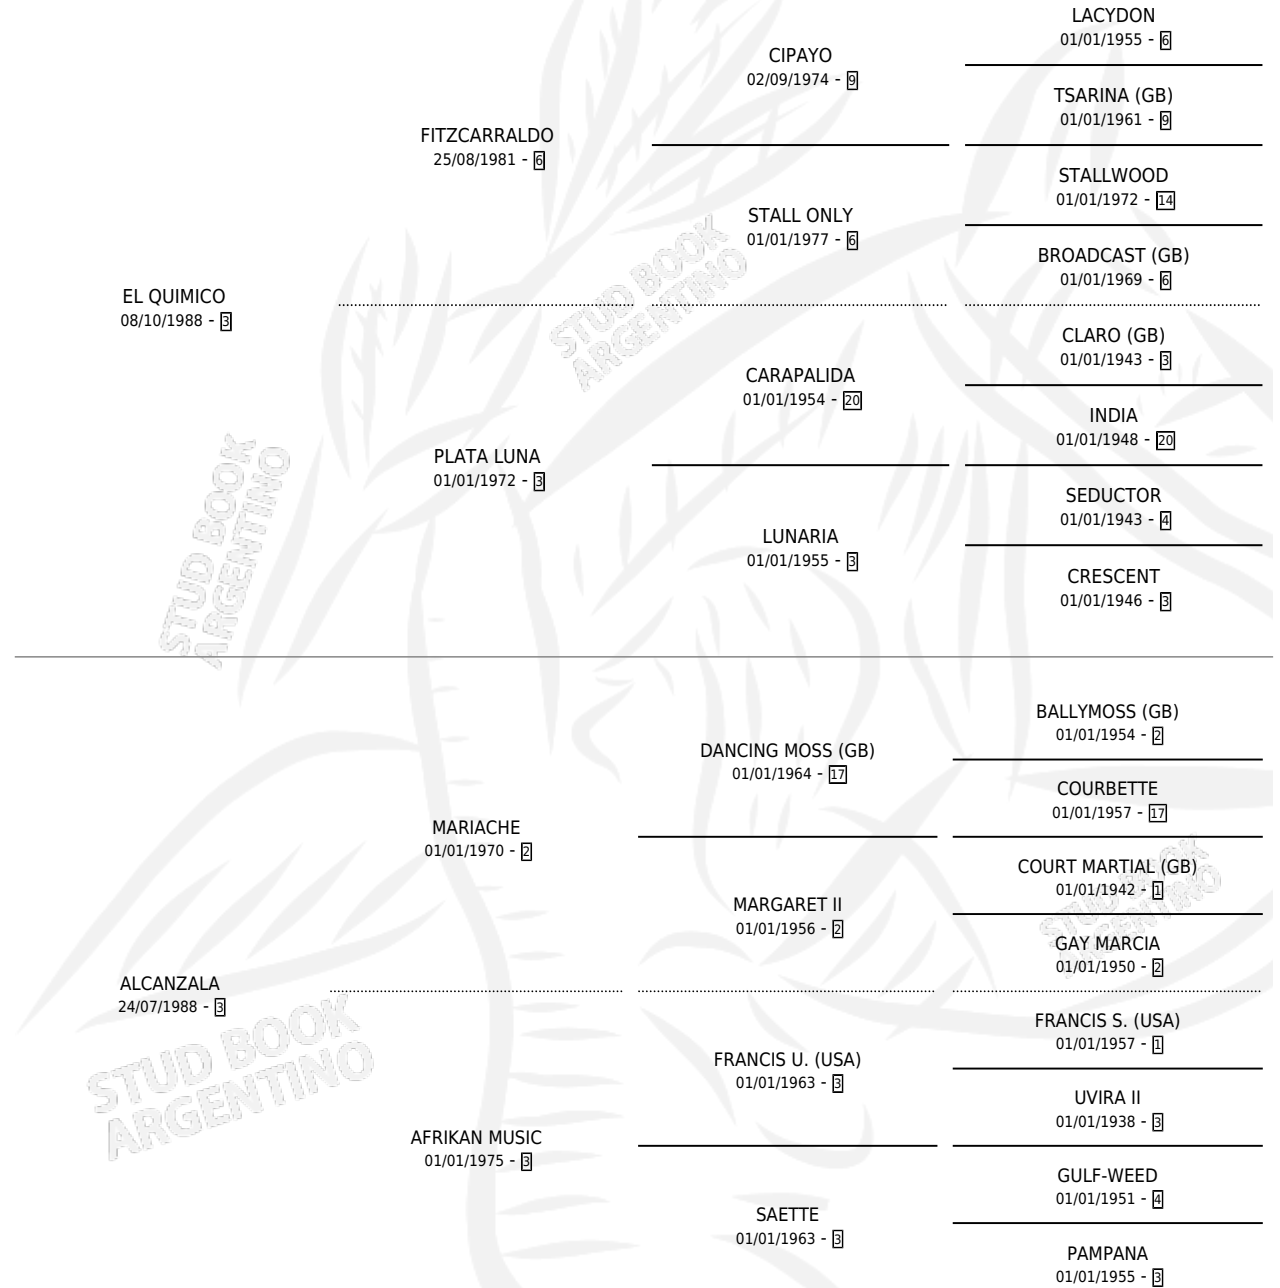 LACYDON
01/01/1955 - 6
CIPAYO
02/09/1974 - 9
TSARINA (GB)
01/01/1961 - 9
FITZCARRALDO
25/08/1981 - 6
STALLWOOD
01/01/1972 - 14
STALL ONLY
01/01/1977 - 6
BROADCAST (GB)
01/01/1969 - 6
EL QUIMICO
08/10/1988 - 3
CLARO (GB)
01/01/1943 - 3
CARAPALIDA
01/01/1954 - 20
INDIA
01/01/1948 - 20
PLATA LUNA
01/01/1972 - 3
SEDUCTOR
01/01/1943 - 4
LUNARIA
01/01/1955 - 3
CRESCENT
01/01/1946 - 3
BALLYMOSS (GB)
01/01/1954 - 2
DANCING MOSS (GB)
01/01/1964 - 17
COURBETTE
01/01/1957 - 17
MARIACHE
01/01/1970 - 2
COURT MARTIAL (GB)
01/01/1942 - 1
MARGARET II
01/01/1956 - 2
GAY MARCIA
01/01/1950 - 2
ALCANZALA
24/07/1988 - 3
FRANCIS S. (USA)
01/01/1957 - 1
FRANCIS U. (USA)
01/01/1963 - 3
UVIRA II
01/01/1938 - 3
AFRIKAN MUSIC
01/01/1975 - 3
GULF-WEED
01/01/1951 - 4
SAETTE
01/01/1963 - 3
PAMPANA
01/01/1955 - 3
STUD BOOK
ARGENTINO
STUD BOOK
ARGENTINO
STUD BOOK
ARGENTINO
STUD BOOK
ARGENTINO